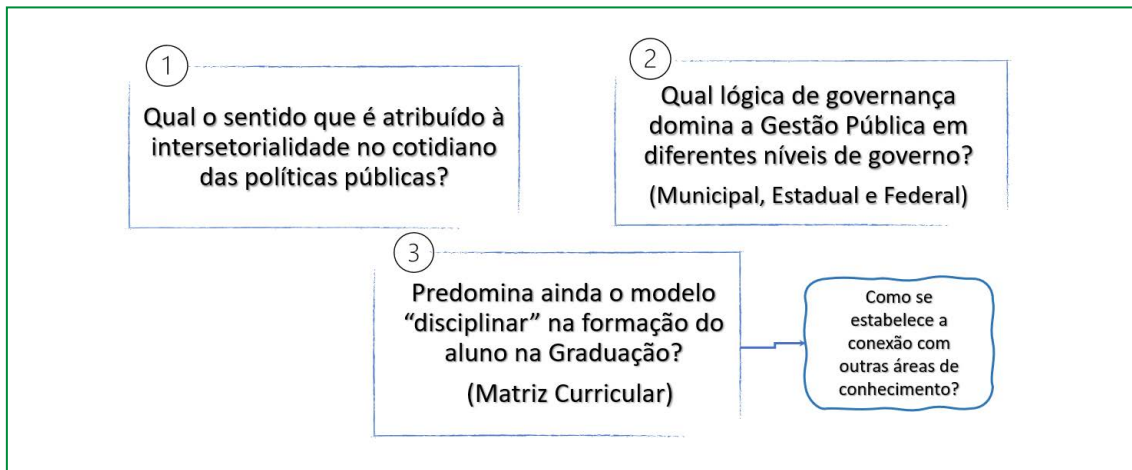 1
Qual o sentido que é atribuído à
intersetorialidade no cotidiano
das políticas públicas?
2
Qual lógica de governança
domina a Gestão Pública em
diferentes níveis de governo?
(Municipal, Estadual e Federal)
3
Predomina ainda o modelo
“disciplinar” na formação do
aluno na Graduação?
(Matriz Curricular)
Como se
estabelece a
conexão com
outras áreas de
conhecimento?